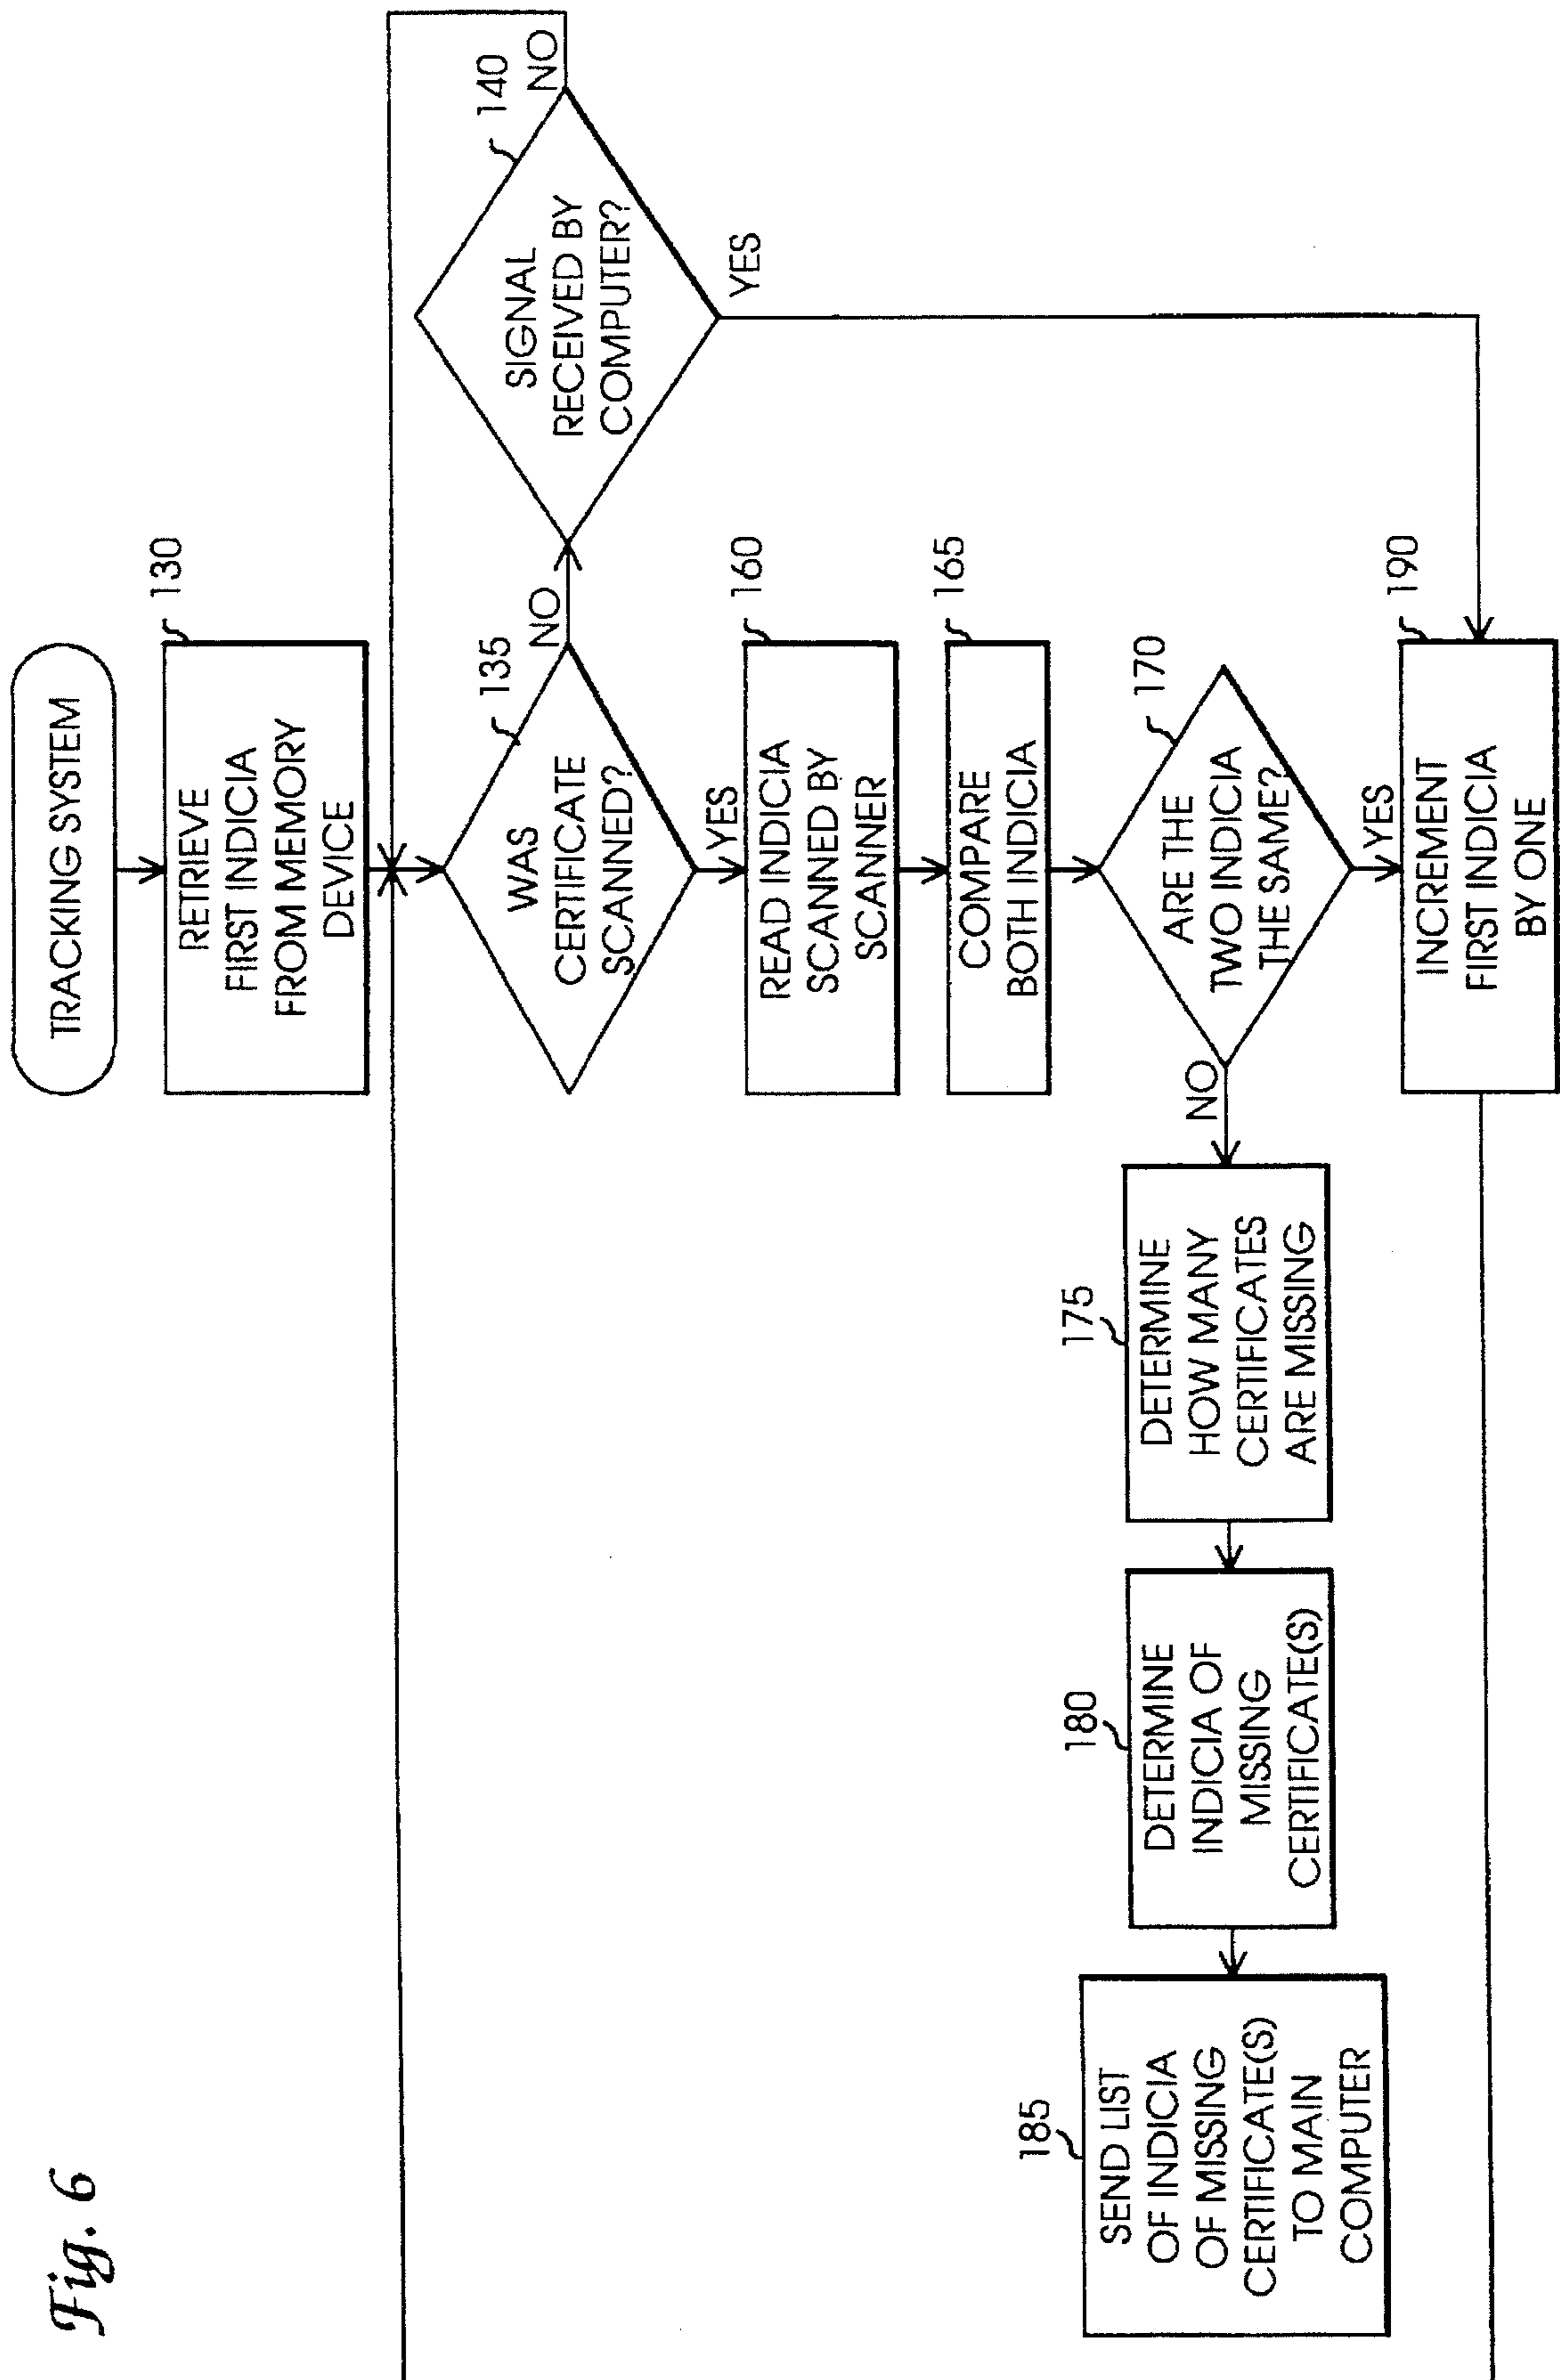 Fig. 6
TRACKING SYSTEM
130
RETRIEVE
FIRST INDICIA
FROM MEMORY
DEVICE
135
WAS
CERTIFICATE
SCANNED?
NO
140
SIGNAL
RECEIVED BY
COMPUTER?
NO
YES
YES
160
READ INDICIA
SCANNED BY
SCANNER
165
COMPARE
BOTH INDICIA
170
ARE THE
TWO INDICIA
THE SAME?
NO
YES
175
DETERMINE
HOW MANY
CERTIFICATES
ARE MISSING
180
DETERMINE
INDICIA OF
MISSING
CERTIFICATE(S)
185
SEND LIST
OF INDICIA
OF MISSING
CERTIFICATE(S)
TO MAIN
COMPUTER
190
INCREMENT
FIRST INDICIA
BY ONE